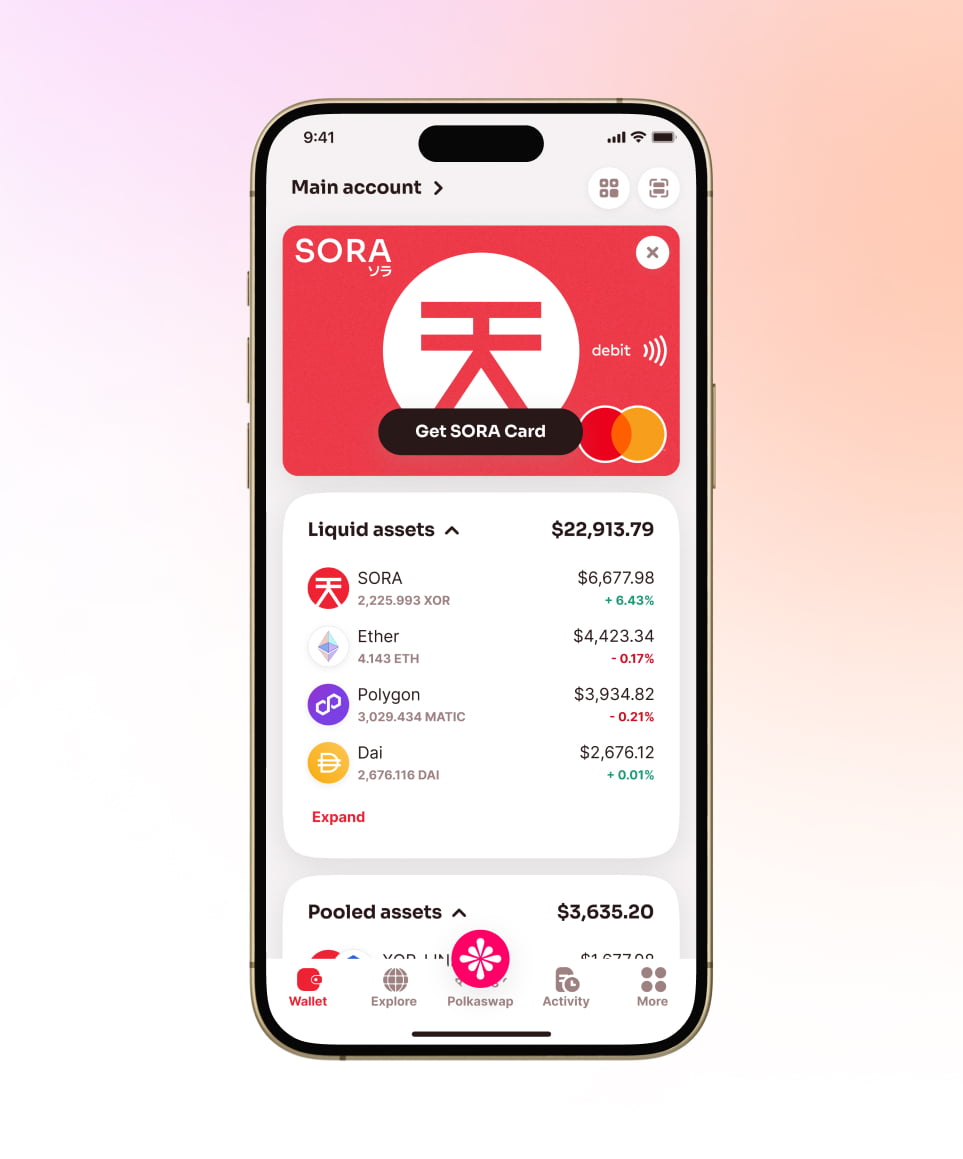 9:41
Main account
SORA
ソラ
天
debit
Get SORA Card
Liquid assets $22,913.79
SORA $6,677.98
2,225.993 XOR + 6.43%
Ether $4,423.34
4.143 ETH - 0.17%
Polygon $3,934.82
3,029.434 MATIC - 0.21%
Dai $2,676.12
2,676.116 DAI + 0.01%
Expand
Pooled assets $3,635.20
Wallet Explore Polkaswap Activity More